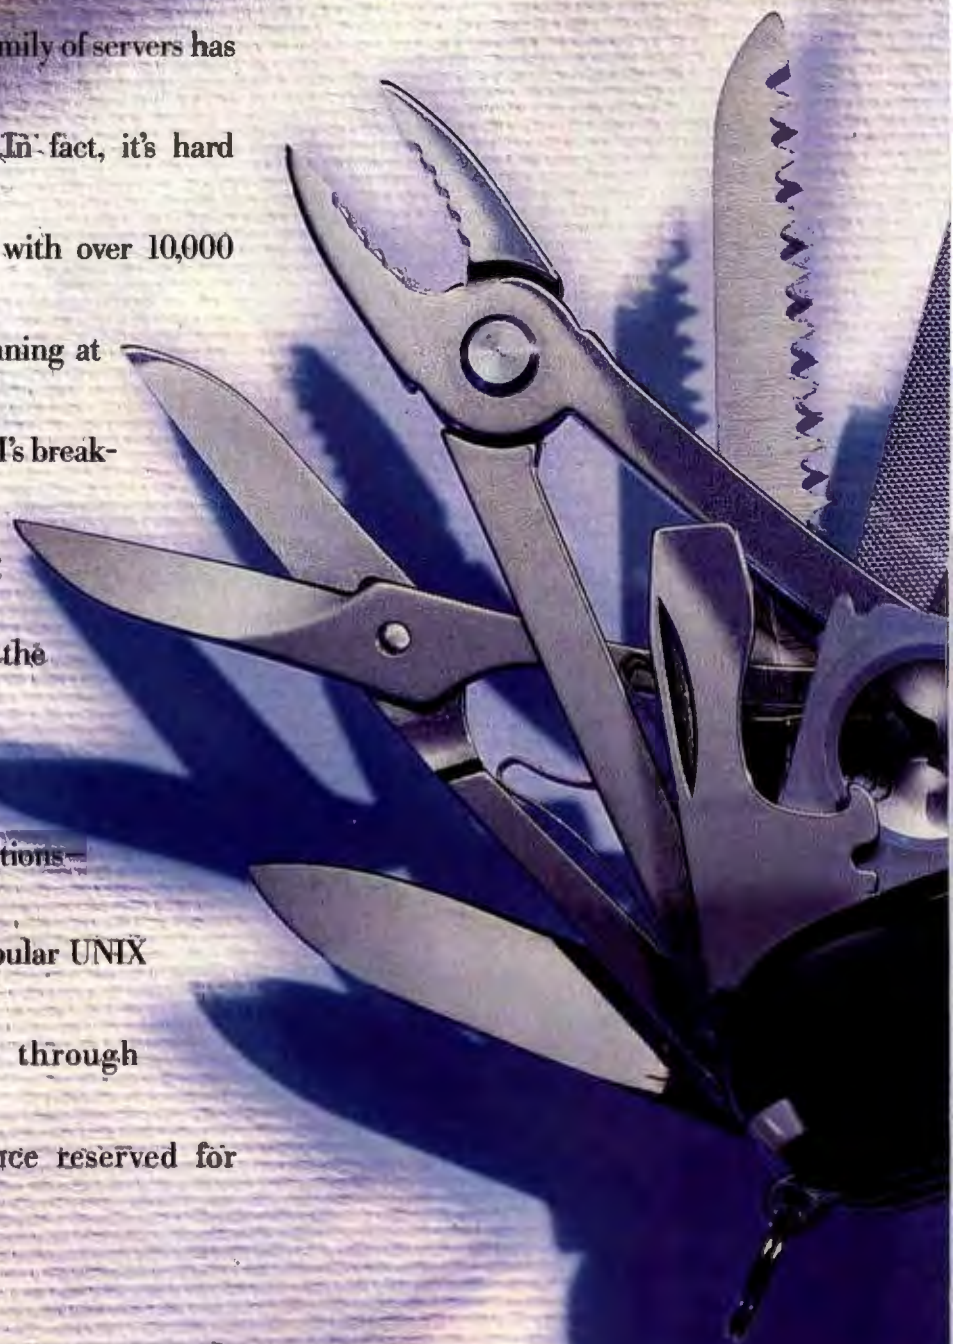 mily of servers has
In fact, it's hard
with over 10,000
nning at
l's break-
the
tions—
pular UNIX
through
rce reserved for